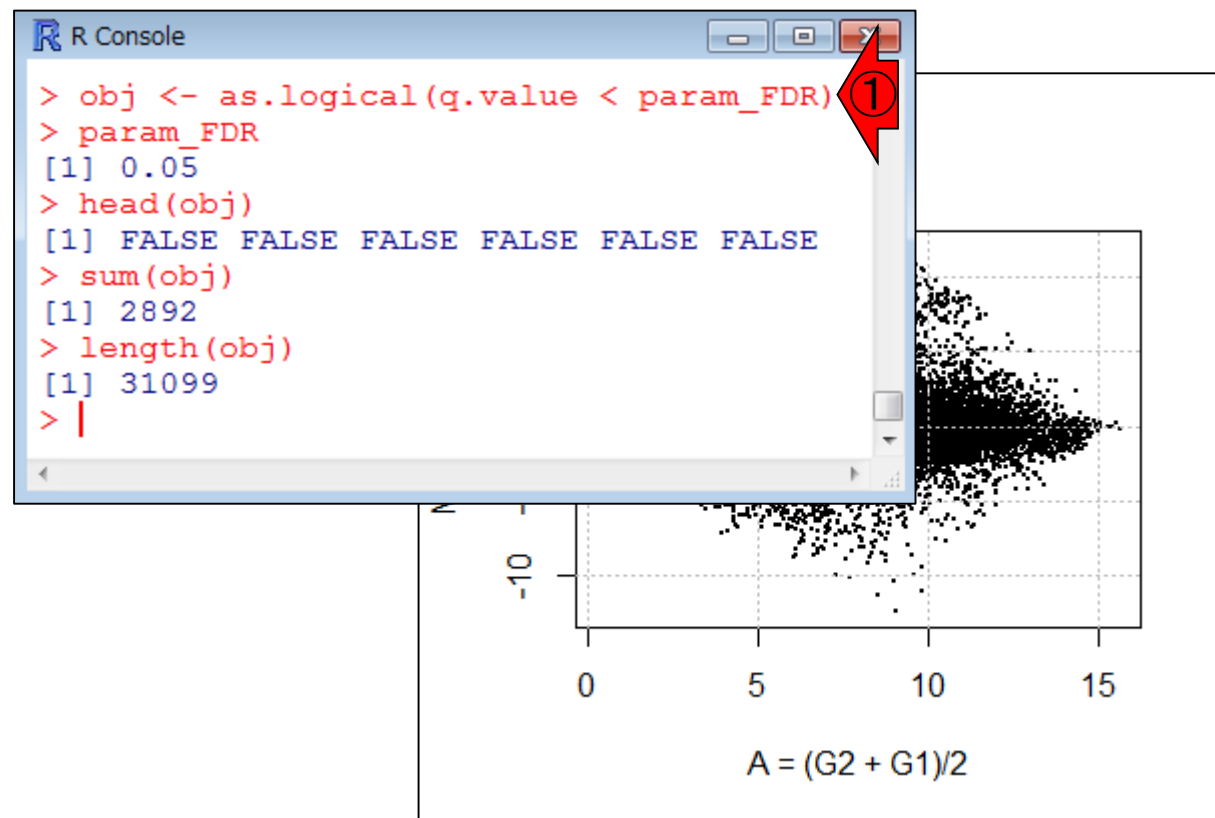 R Console
> obj <- as.logical(q.value < param_FDR)
①
> param_FDR
[1] 0.05
> head(obj)
[1] FALSE FALSE FALSE FALSE FALSE FALSE
> sum(obj)
[1] 2892
> length(obj)
[1] 31099
>
-10
0 5 10 15
A = (G2 + G1)/2